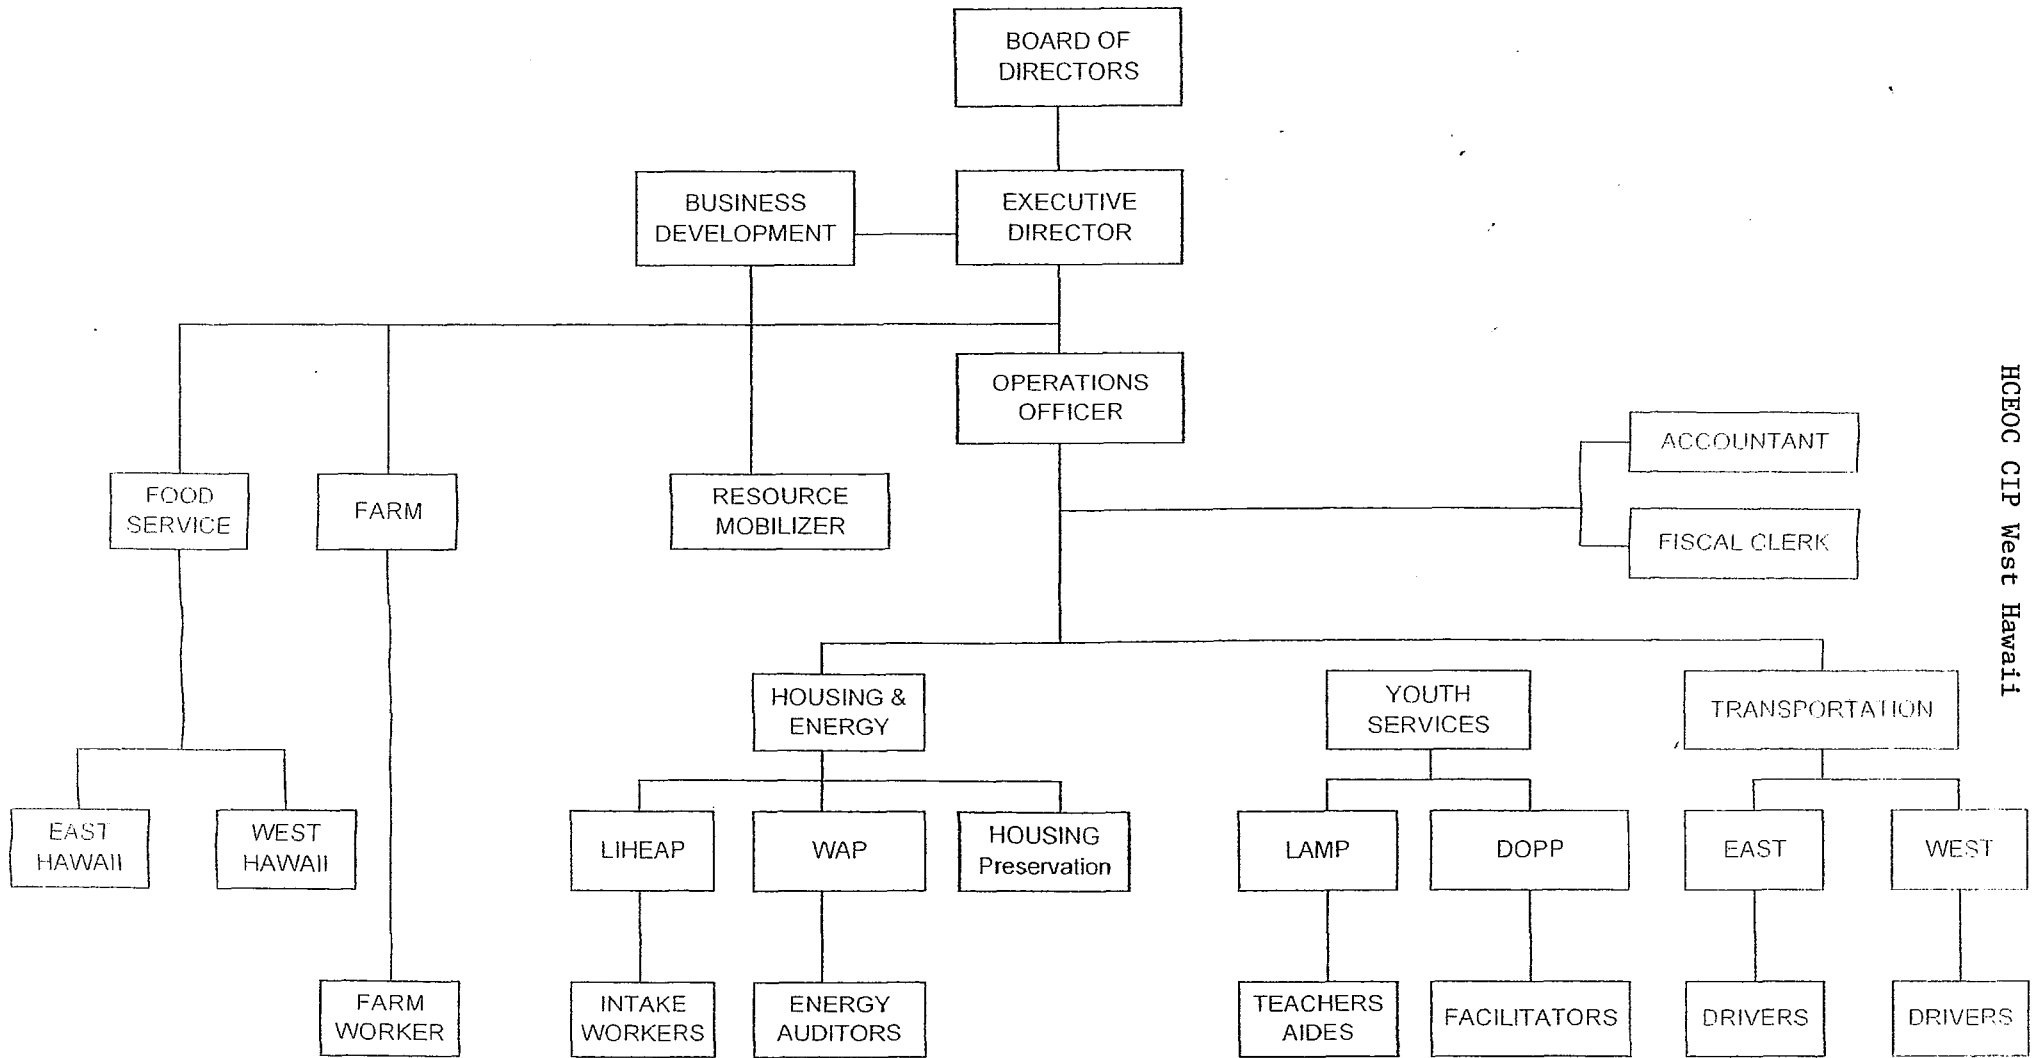 BOARD OF
DIRECTORS
BUSINESS
DEVELOPMENT
EXECUTIVE
DIRECTOR
OPERATIONS
OFFICER
ACCOUNTANT
FISCAL CLERK
FOOD
SERVICE
FARM
RESOURCE
MOBILIZER
HOUSING &
ENERGY
YOUTH
SERVICES
TRANSPORTATION
EAST
HAWAII
WEST
HAWAII
LIHEAP
WAP
HOUSING
Preservation
LAMP
DOPP
EAST
WEST
FARM
WORKER
INTAKE
WORKERS
ENERGY
AUDITORS
TEACHERS
AIDES
FACILITATORS
DRIVERS
DRIVERS
HCEOC CIP West Hawaii